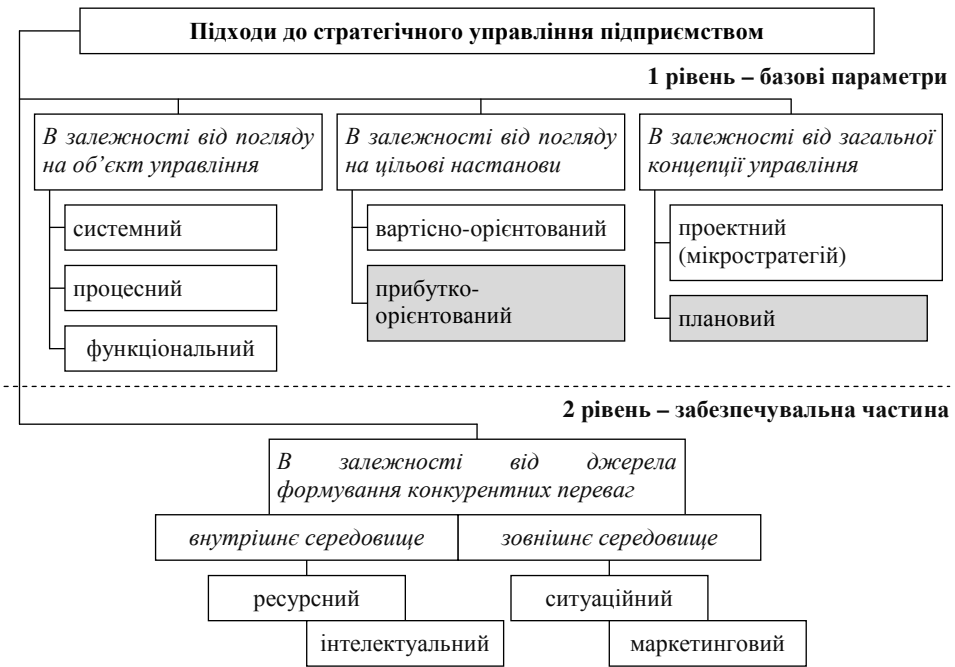 Підходи до стратегічного управління підприємством
1 рівень – базові параметри
В залежності від погляду
на об’єкт управління
системний
процесний
функціональний
В залежності від погляду
на цільові настанови
вартісно-орієнтований
прибутко-
орієнтований
В залежності від загальної
концепції управління
проектний
(мікростратегій)
плановий
2 рівень – забезпечувальна частина
В залежності від джерела
формування конкурентних переваг
внутрішнє середовище
зовнішнє середовище
ресурсний
ситуаційний
інтелектуальний
маркетинговий